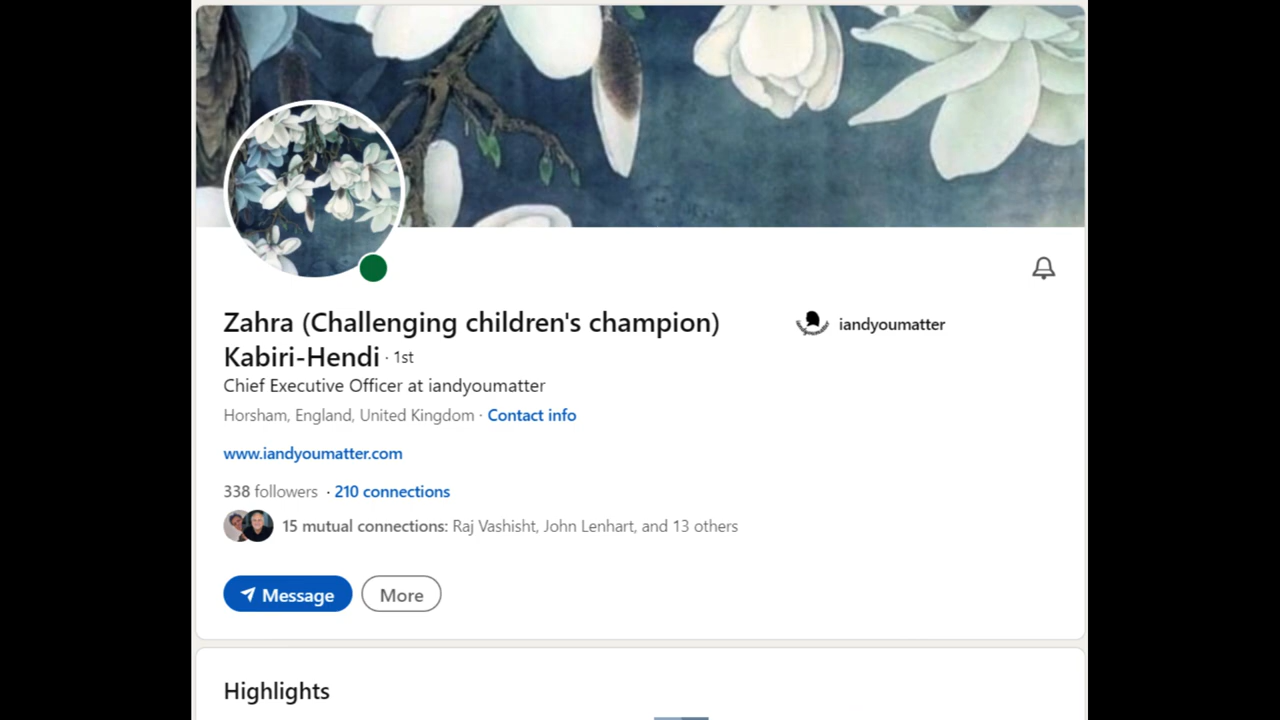 Zahra (Challenging children's champion)
Kabiri-Hendi · 1st
iandyoumatter
Chief Executive Officer at iandyoumatter
Horsham, England, United Kingdom · Contact info
www.iandyoumatter.com
338 followers · 210 connections
15 mutual connections: Raj Vashisht, John Lenhart, and 13 others
Message
More
Highlights